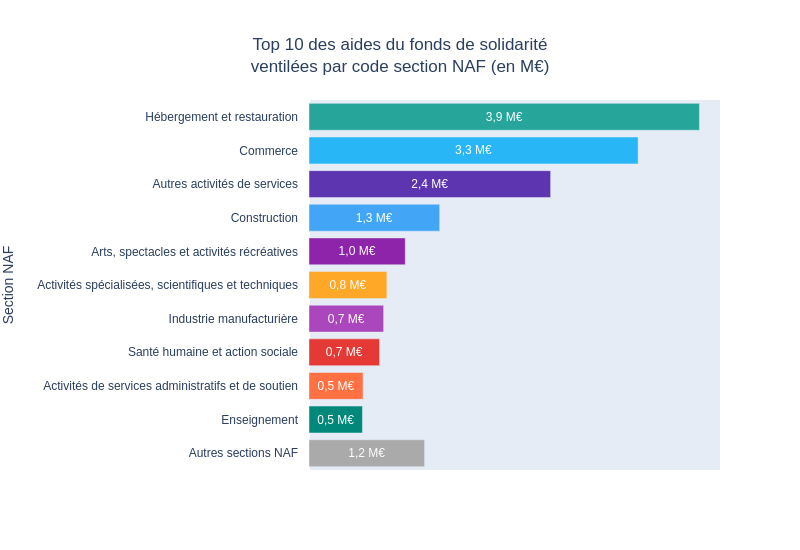 Top 10 des aides du fonds de solidarité
ventilées par code section NAF (en M€)
Section NAF
Hébergement et restauration 3,9 M€
Commerce 3,3 M€
Autres activités de services 2,4 M€
Construction 1,3 M€
Arts, spectacles et activités récréatives 1,0 M€
Activités spécialisées, scientifiques et techniques 0,8 M€
Industrie manufacturière 0,7 M€
Santé humaine et action sociale 0,7 M€
Activités de services administratifs et de soutien 0,5 M€
Enseignement 0,5 M€
Autres sections NAF 1,2 M€